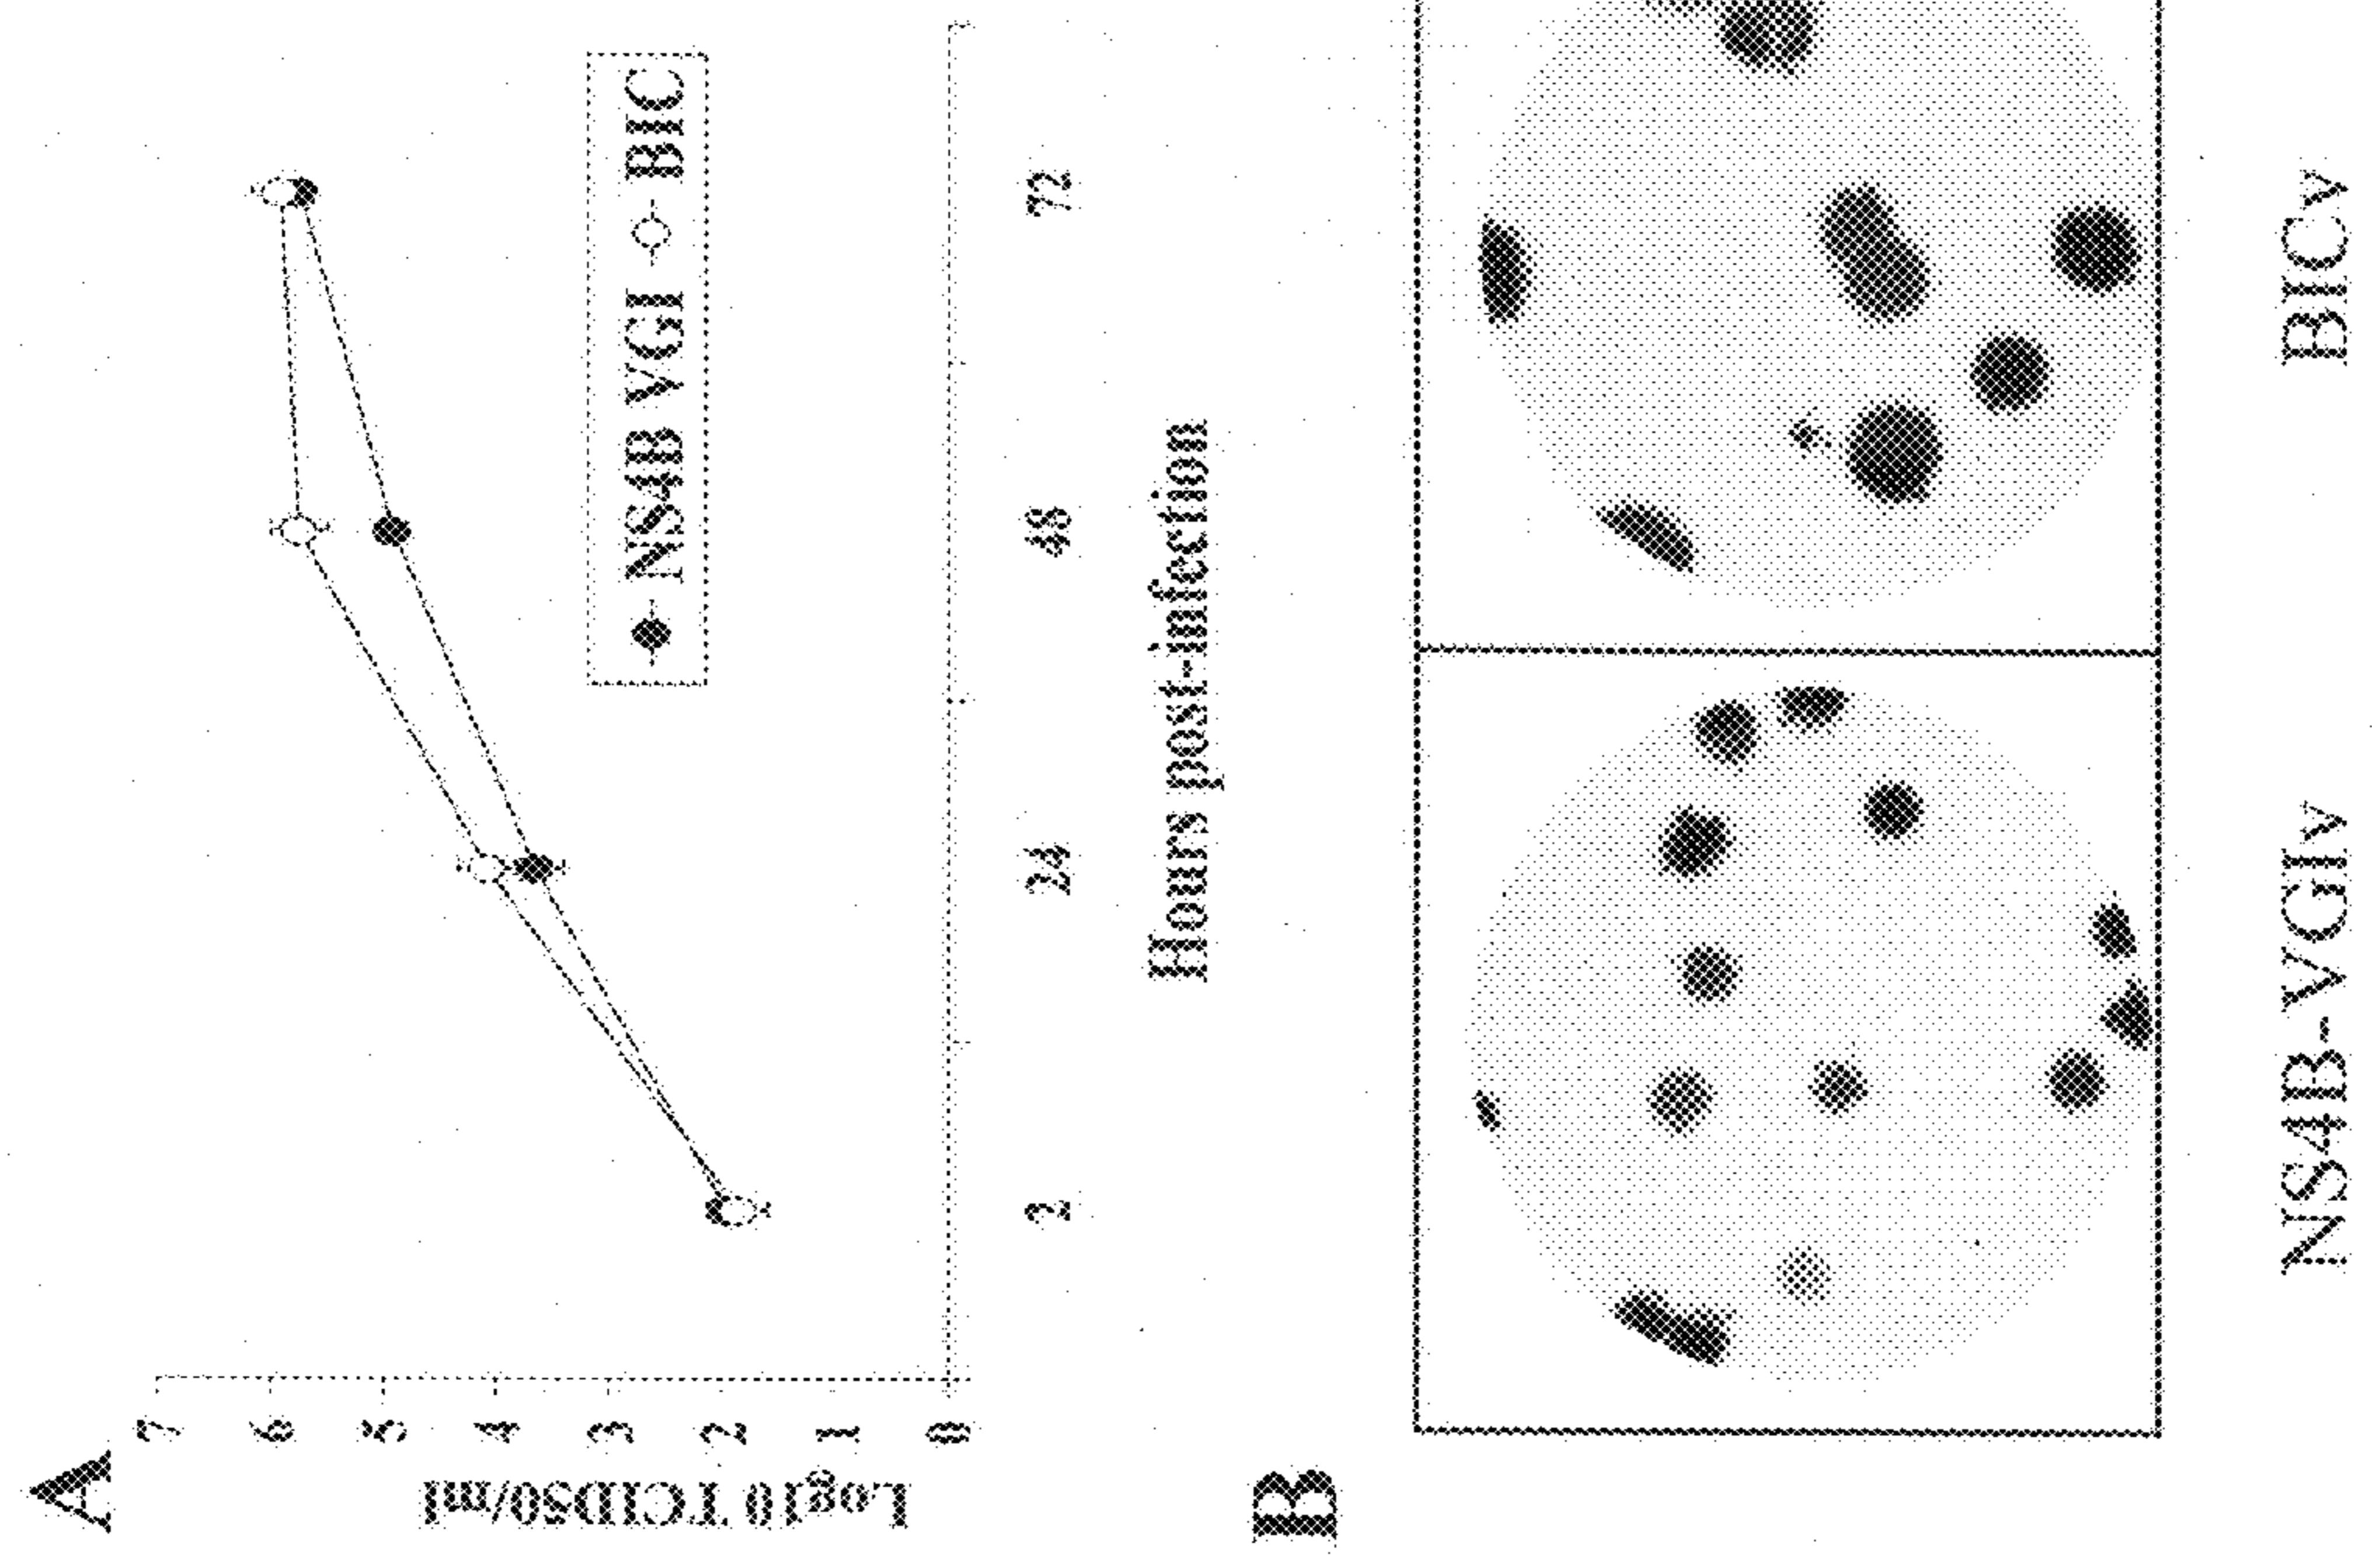 A
Log10 TCID50/ml
7
6
5
4
3
2
1
0
NS4B VGI BIC
2 24 48 72
Hours post-infection
B
NS4B-VGIv BICv